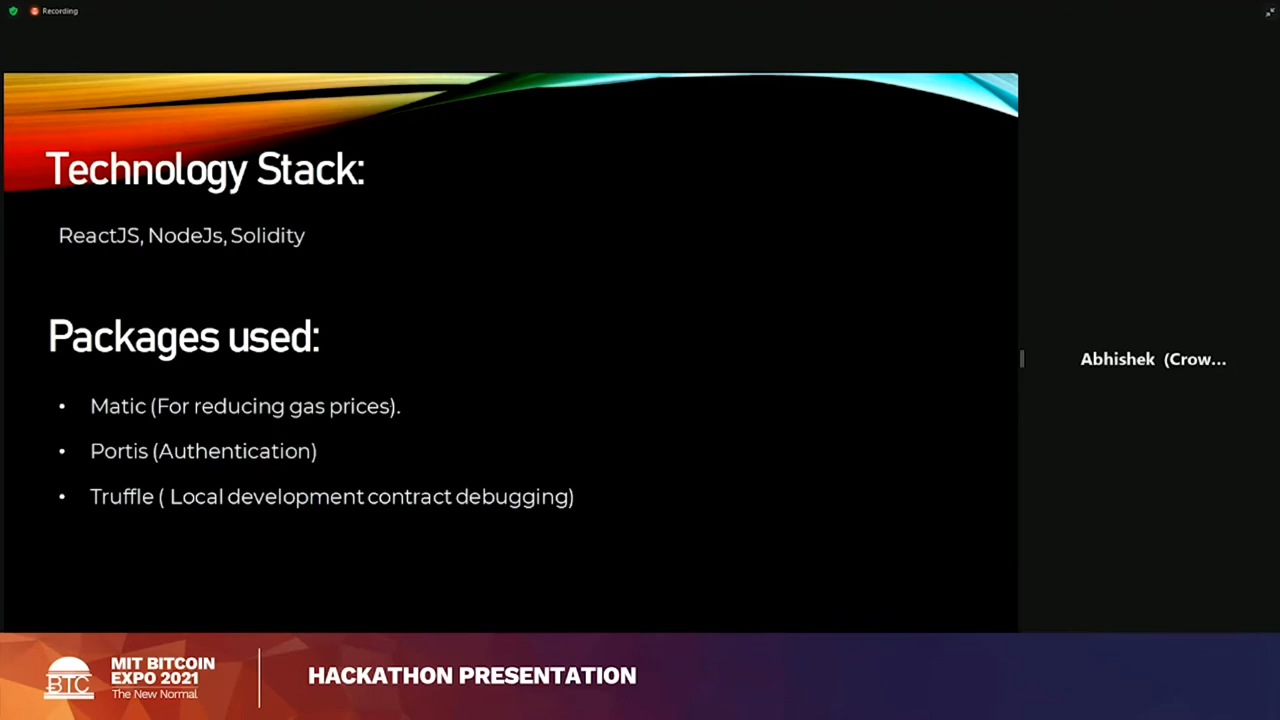 Recording
Technology Stack:
ReactJS, NodeJs, Solidity
Packages used:
• Matic (For reducing gas prices).
• Portis (Authentication)
• Truffle ( Local development contract debugging)
Abhishek (Crow...
BTC
MIT BITCOIN
EXPO 2021
The New Normal
HACKATHON PRESENTATION